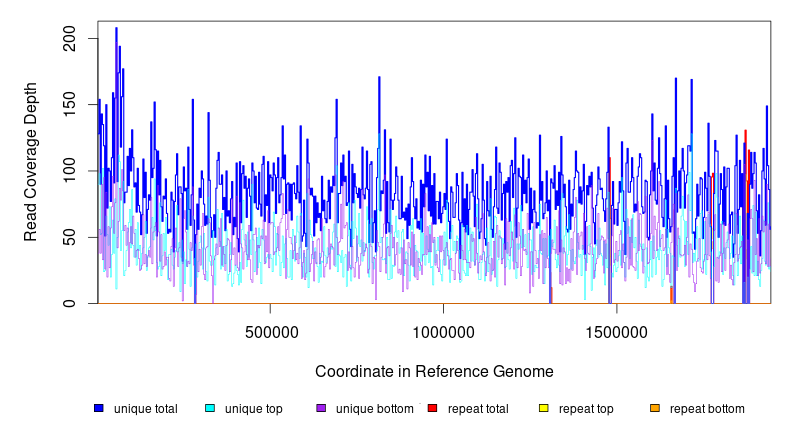 200
150
100
50
0
Read Coverage Depth
500000 1000000 1500000
Coordinate in Reference Genome
unique total unique top unique bottom repeat total repeat top repeat bottom